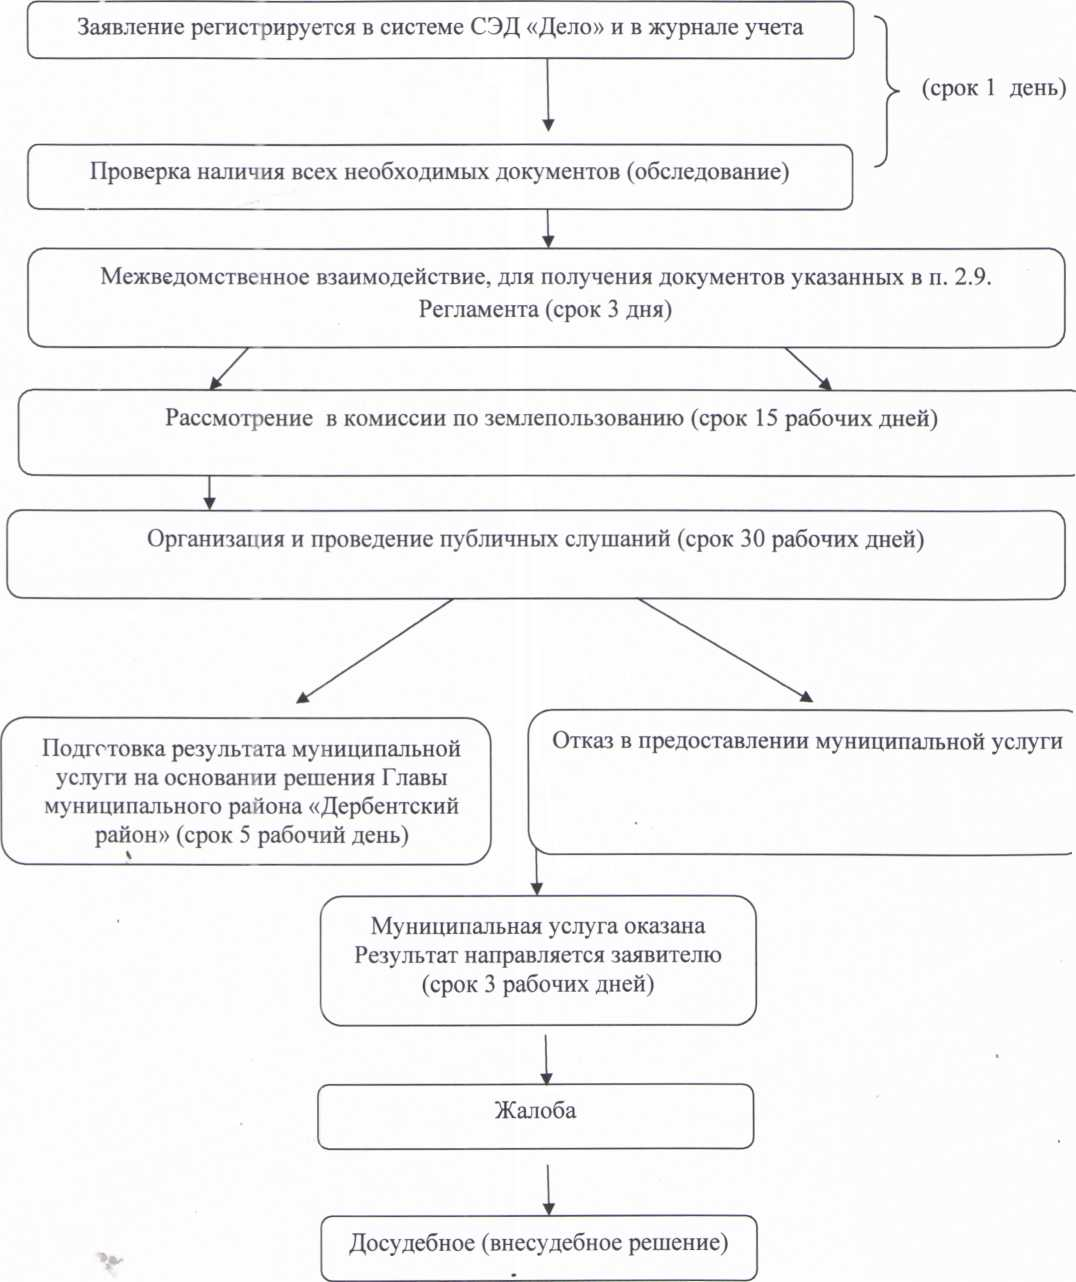 Заявление регистрируется в системе СЭД «Дело» и в журнале учета
(срок 1 день)
Проверка наличия всех необходимых документов (обследование)
Межведомственное взаимодействие, для получения документов указанных в п. 2.9.
Регламента (срок 3 дня)
Рассмотрение в комиссии по землепользованию (срок 15 рабочих дней)
Организация и проведение публичных слушаний (срок 30 рабочих дней)
Подготовка результата муниципальной
услуги на основании решения Главы
муниципального района «Дербентский
район» (срок 5 рабочий день)
Отказ в предоставлении муниципальной услуги
Муниципальная услуга оказана
Результат направляется заявителю
(срок 3 рабочих дней)
Жалоба
Досудебное (внесудебное решение)